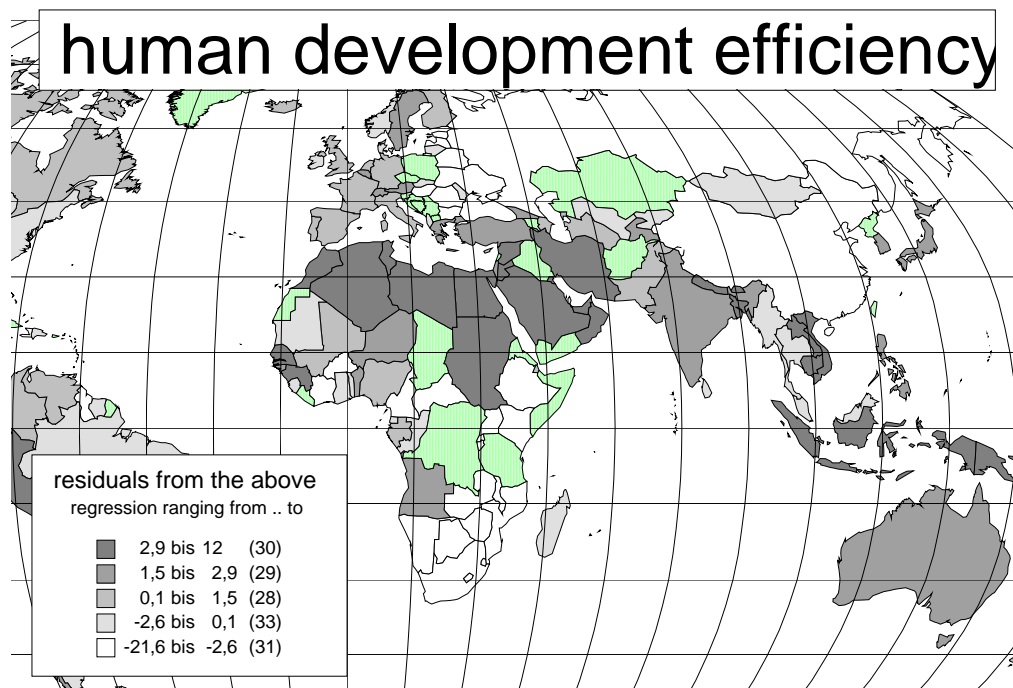 human development efficiency
residuals from the above
regression ranging from .. to
2,9 bis 12 (30)
1,5 bis 2,9 (29)
0,1 bis 1,5 (28)
-2,6 bis 0,1 (33)
-21,6 bis -2,6 (31)